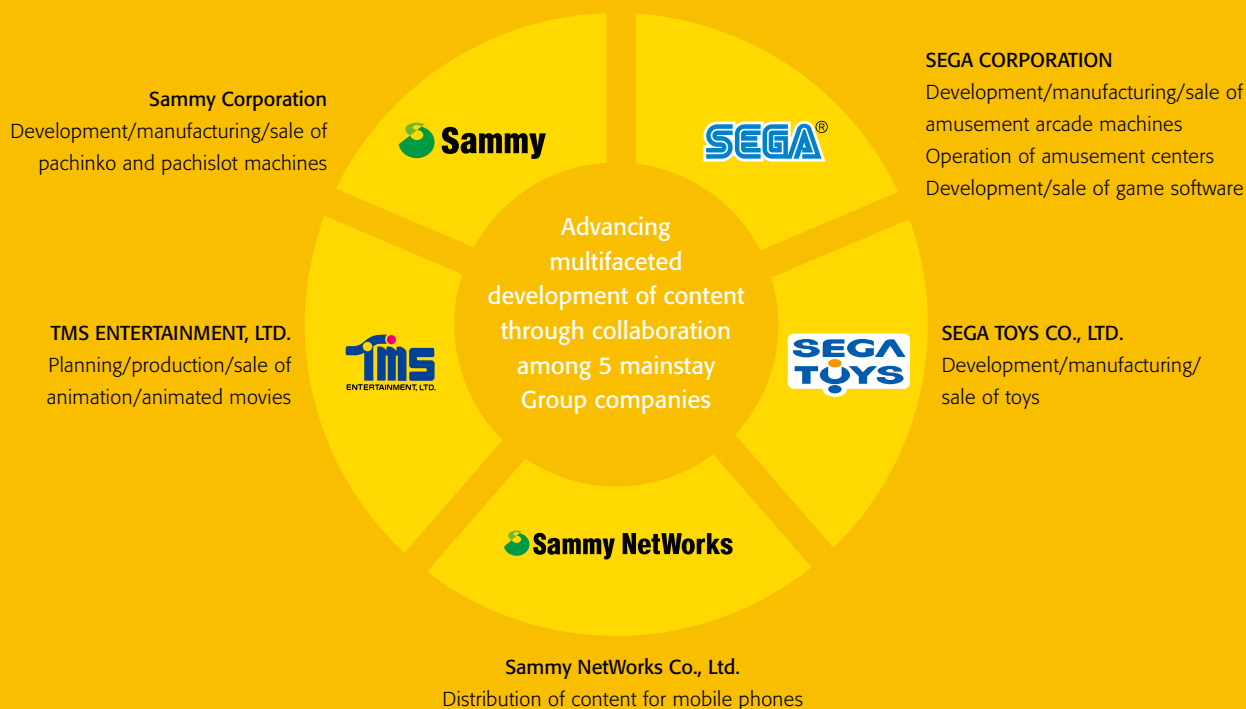 Sammy Corporation
Development/manufacturing/sale of
pachinko and pachislot machines
Sammy
SEGA®
SEGA CORPORATION
Development/manufacturing/sale of
amusement arcade machines
Operation of amusement centers
Development/sale of game software
Advancing
multifaceted
development of content
through collaboration
among 5 mainstay
Group companies
TMS ENTERTAINMENT, LTD.
Planning/production/sale of
animation/animated movies
TMS
ENTERTAINMENT, LTD.
SEGA
TOYS
SEGA TOYS CO., LTD.
Development/manufacturing/
sale of toys
Sammy NetWorks
Sammy NetWorks Co., Ltd.
Distribution of content for mobile phones